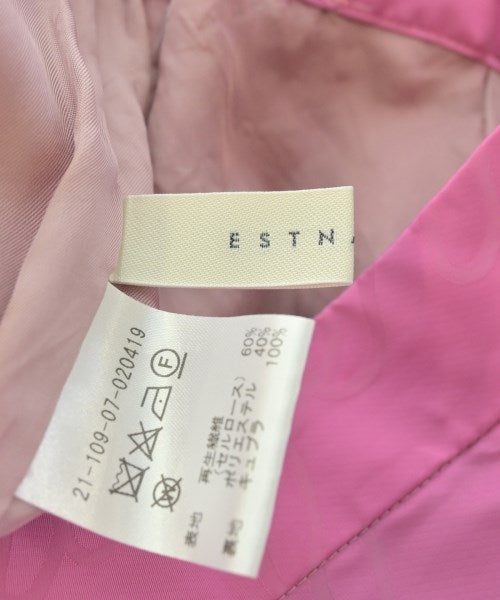 ESTNA
21-109-07-020419
表地 再生繊維 60%
(セルロース)
ポリエステル 40%
裏地 キュプラ 100%